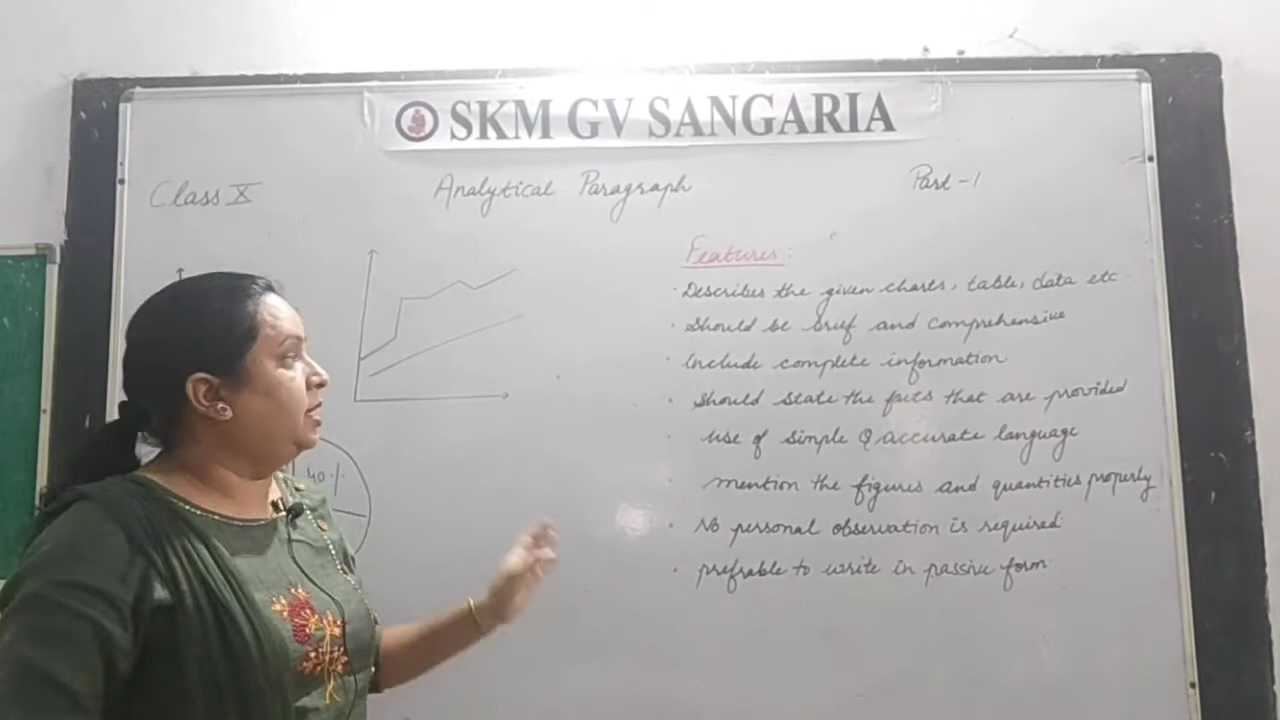 SKM GV SANGARIA
Class X
Analytical Paragraph
Part-1
Features:
· Describes the given charts, table, data etc
· Should be brief and comprehensive
· Include complete information
· Should state the facts that are provided
· Use of simple & accurate language
· mention the figures and quantities properly
· No personal observation is required
· prefrable to write in passive form
40%